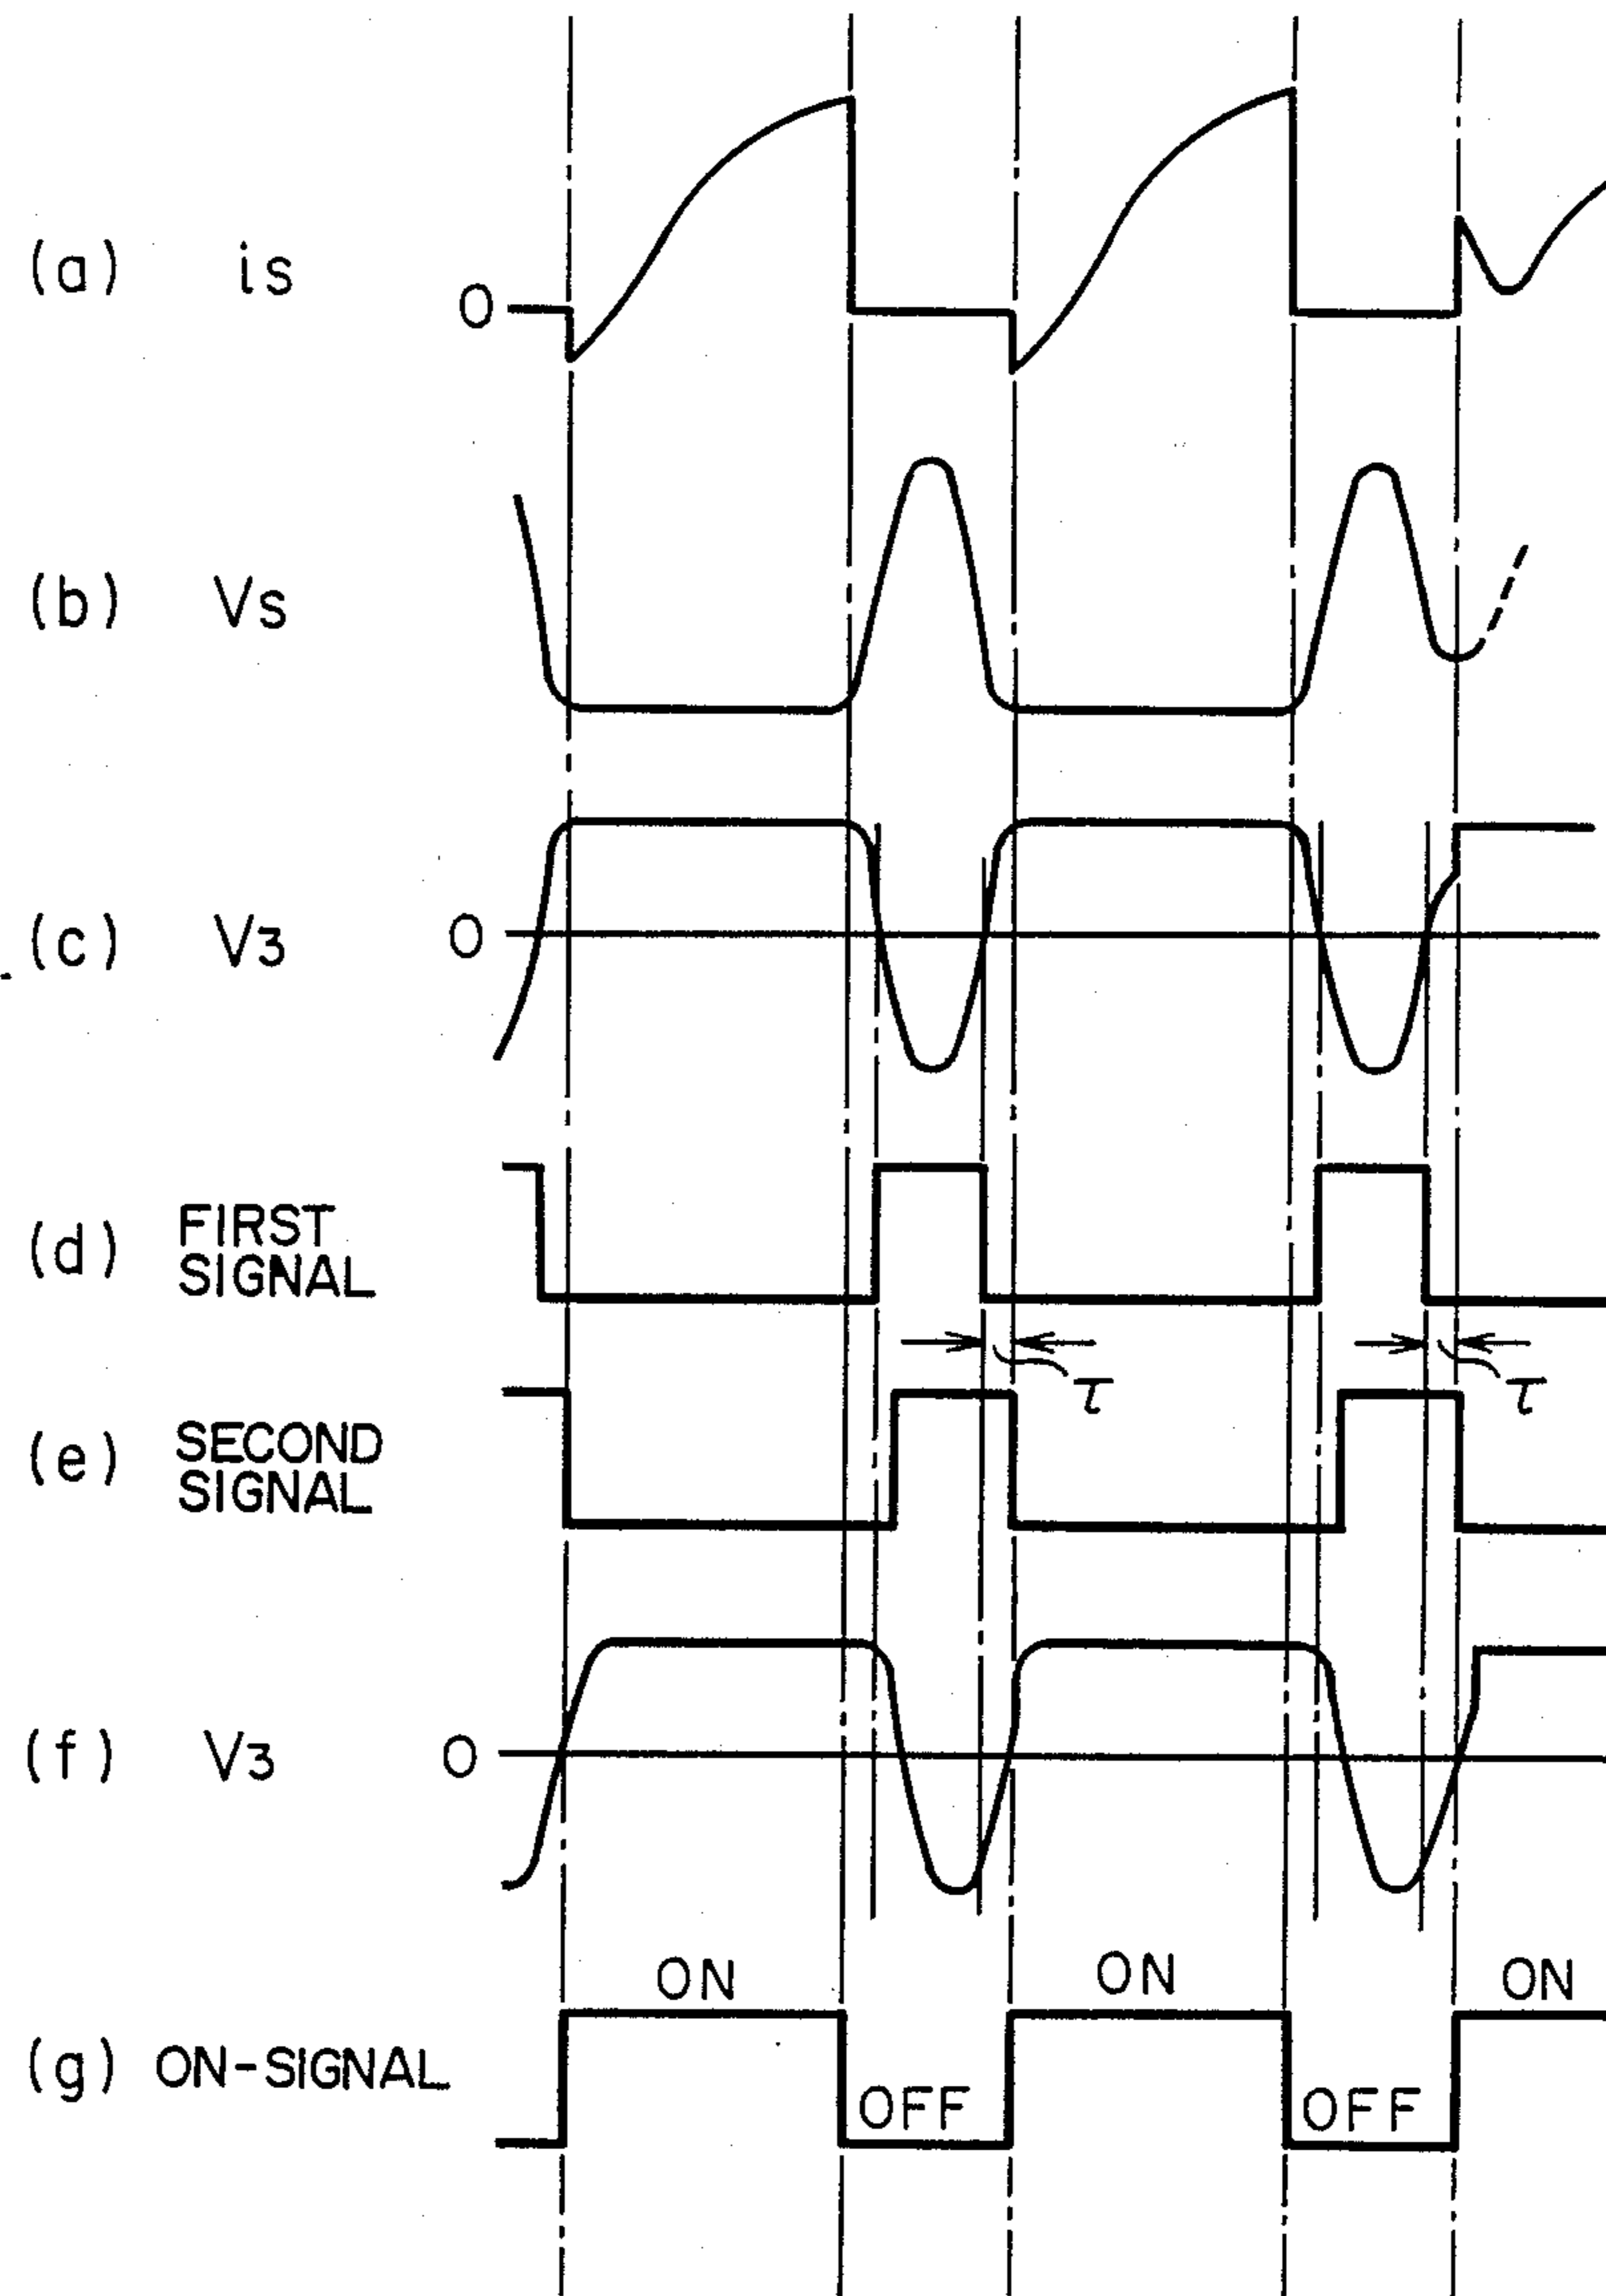 (a) is
0
(b) Vs
(c) V3 0
(d) FIRST
SIGNAL
τ τ
(e) SECOND
SIGNAL
(f) V3 0
ON ON ON
(g) ON-SIGNAL
OFF OFF